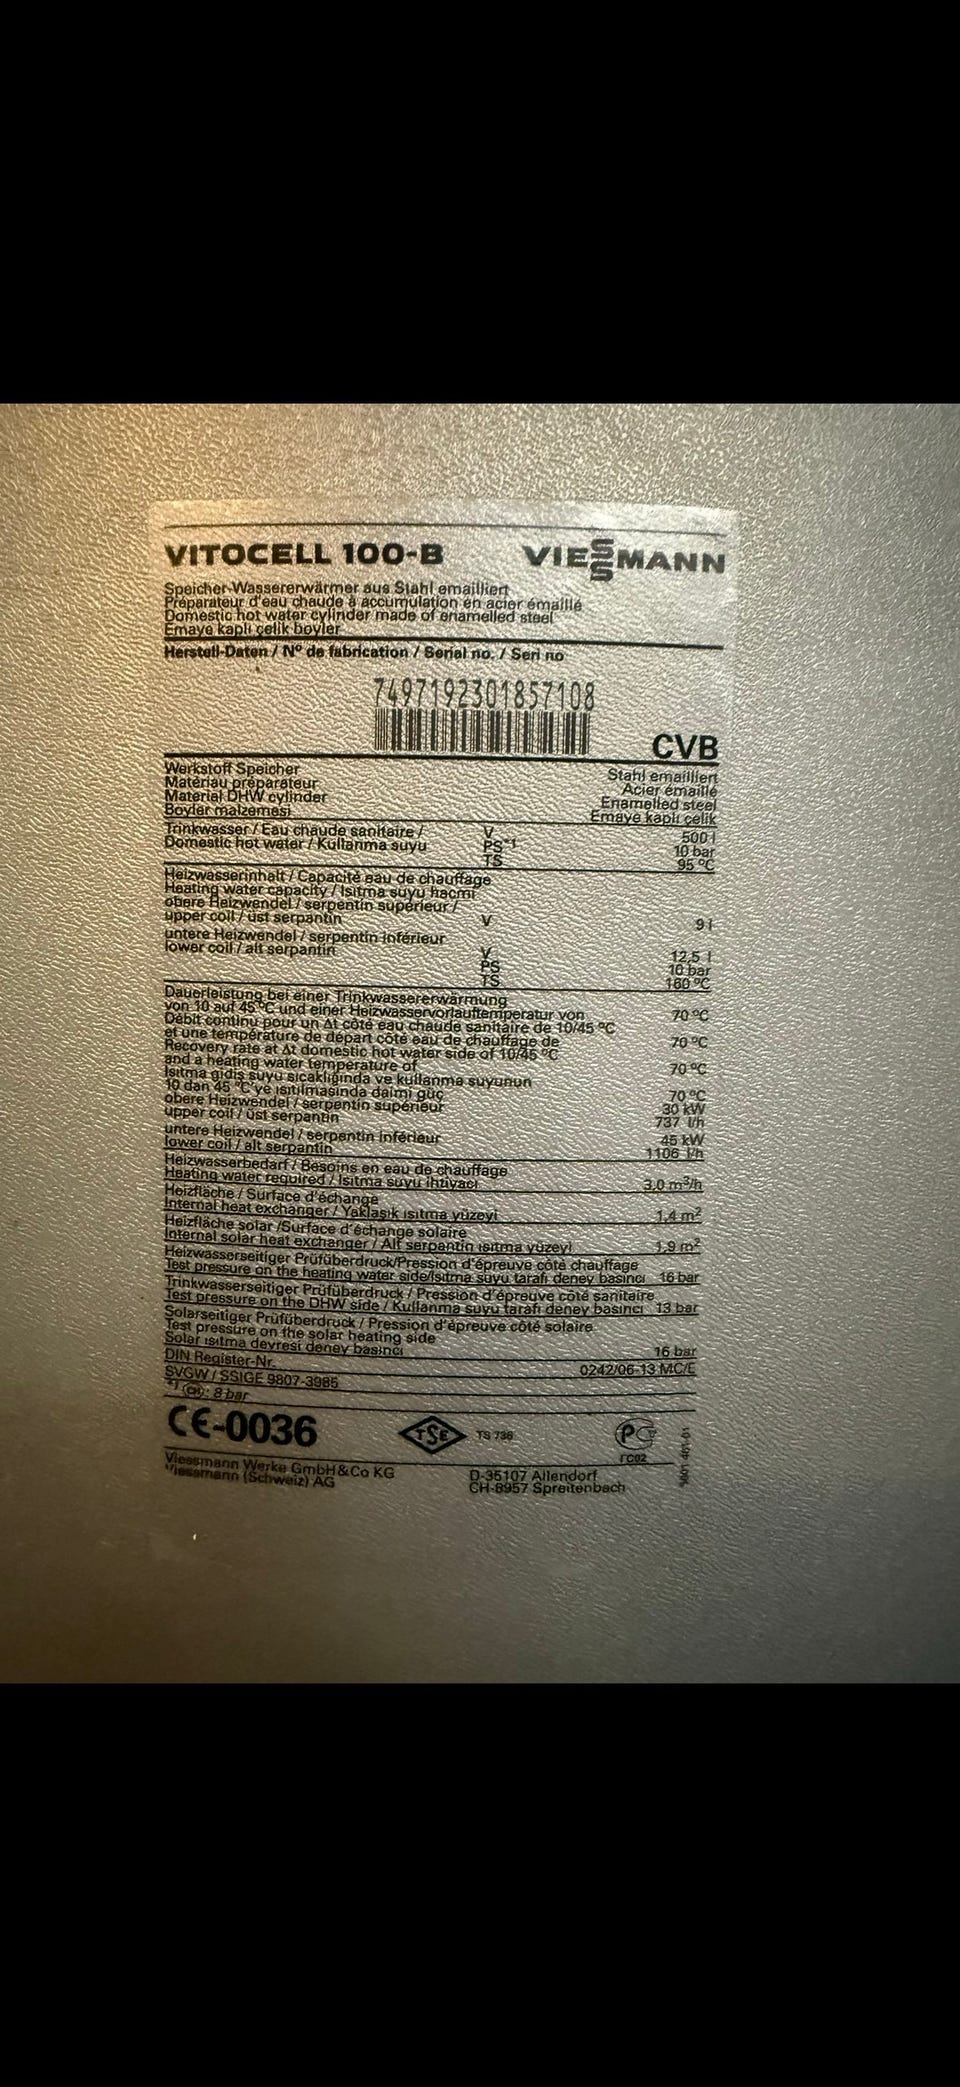 VITOCELL 100-B VIESSMANN
Speicher-Wassererwärmer aus Stahl emailliert
Préparateur d'eau chaude à accumulation en acier émaillé
Domestic hot water cylinder made of enamelled steel
Emaye kaplı çelik boyler
Herstell-Daten / N° de fabrication / Serial no. / Seri no
7497192301857108
CVB
Werkstoff Speicher Stahl emailliert
Matériau préparateur Acier émaillé
Material DHW cylinder Enamelled steel
Boyler malzemesi Emaye kaplı çelik
Trinkwasser / Eau chaude sanitaire / V 500 l
Domestic hot water / Kullanma suyu PS*1 10 bar
TS 95 °C
Heizwasserinhalt / Capacité eau de chauffage
Heating water capacity / Isıtma suyu hacmi
obere Heizwendel / serpentin supérieur /
upper coil / üst serpantin V 9 l
untere Heizwendel / serpentin inférieur
lower coil / alt serpantin V 12,5 l
PS 10 bar
TS 160 °C
Dauerleistung bei einer Trinkwassererwärmung
von 10 auf 45 °C und einer Heizwasservorlauftemperatur von 70 °C
Débit continu pour un Δt côté eau chaude sanitaire de 10/45 °C
et une température de départ côté eau de chauffage de 70 °C
Recovery rate at Δt domestic hot water side of 10/45 °C
and a heating water temperature of 70 °C
Isıtma gidiş suyu sıcaklığında ve kullanma suyunun
10 dan 45 °C'ye ısıtılmasında daimi güç 70 °C
obere Heizwendel / serpentin supérieur 30 kW
upper coil / üst serpantin 737 l/h
untere Heizwendel / serpentin inférieur 45 kW
lower coil / alt serpantin 1106 l/h
Heizwasserbedarf / Besoins en eau de chauffage
Heating water required / Isıtma suyu ihtiyacı 3,0 m³/h
Heizfläche / Surface d'échange
Internal heat exchanger / Yaklaşık ısıtma yüzeyi 1,4 m²
Heizfläche solar /Surface d'échange solaire
Internal solar heat exchanger / Alt serpantin ısıtma yüzeyi 1,9 m²
Heizwasserseitiger Prüfüberdruck/Pression d'épreuve côté chauffage
Test pressure on the heating water side/Isıtma suyu tarafı deney basıncı 16 bar
Trinkwasserseitiger Prüfüberdruck / Pression d'épreuve côté sanitaire
Test pressure on the DHW side / Kullanma suyu tarafı deney basıncı 13 bar
Solarseitiger Prüfüberdruck / Pression d'épreuve côté solaire
Test pressure on the solar heating side
Solar ısıtma devresi deney basıncı 16 bar
DIN Register-Nr. 0242/06-13 MC/E
SVGW / SSIGE 9807-3985
*) CH: 8 bar
CE-0036 TSE TS 736 PC
ГС02
Viessmann Werke GmbH&Co KG D-35107 Allendorf
Viessmann (Schweiz) AG CH-8957 Spreitenbach